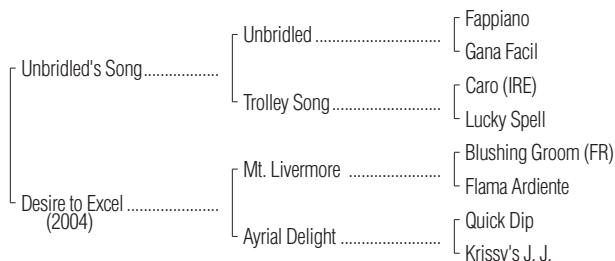 Fappiano
Unbridled ..................................
Gana Facil
Unbridled's Song....................
Caro (IRE)
Trolley Song.............................
Lucky Spell
Blushing Groom (FR)
Mt. Livermore .........................
Flama Ardiente
Desire to Excel ........................
(2004)
Quick Dip
Ayrial Delight ...........................
Krissy's J. J.